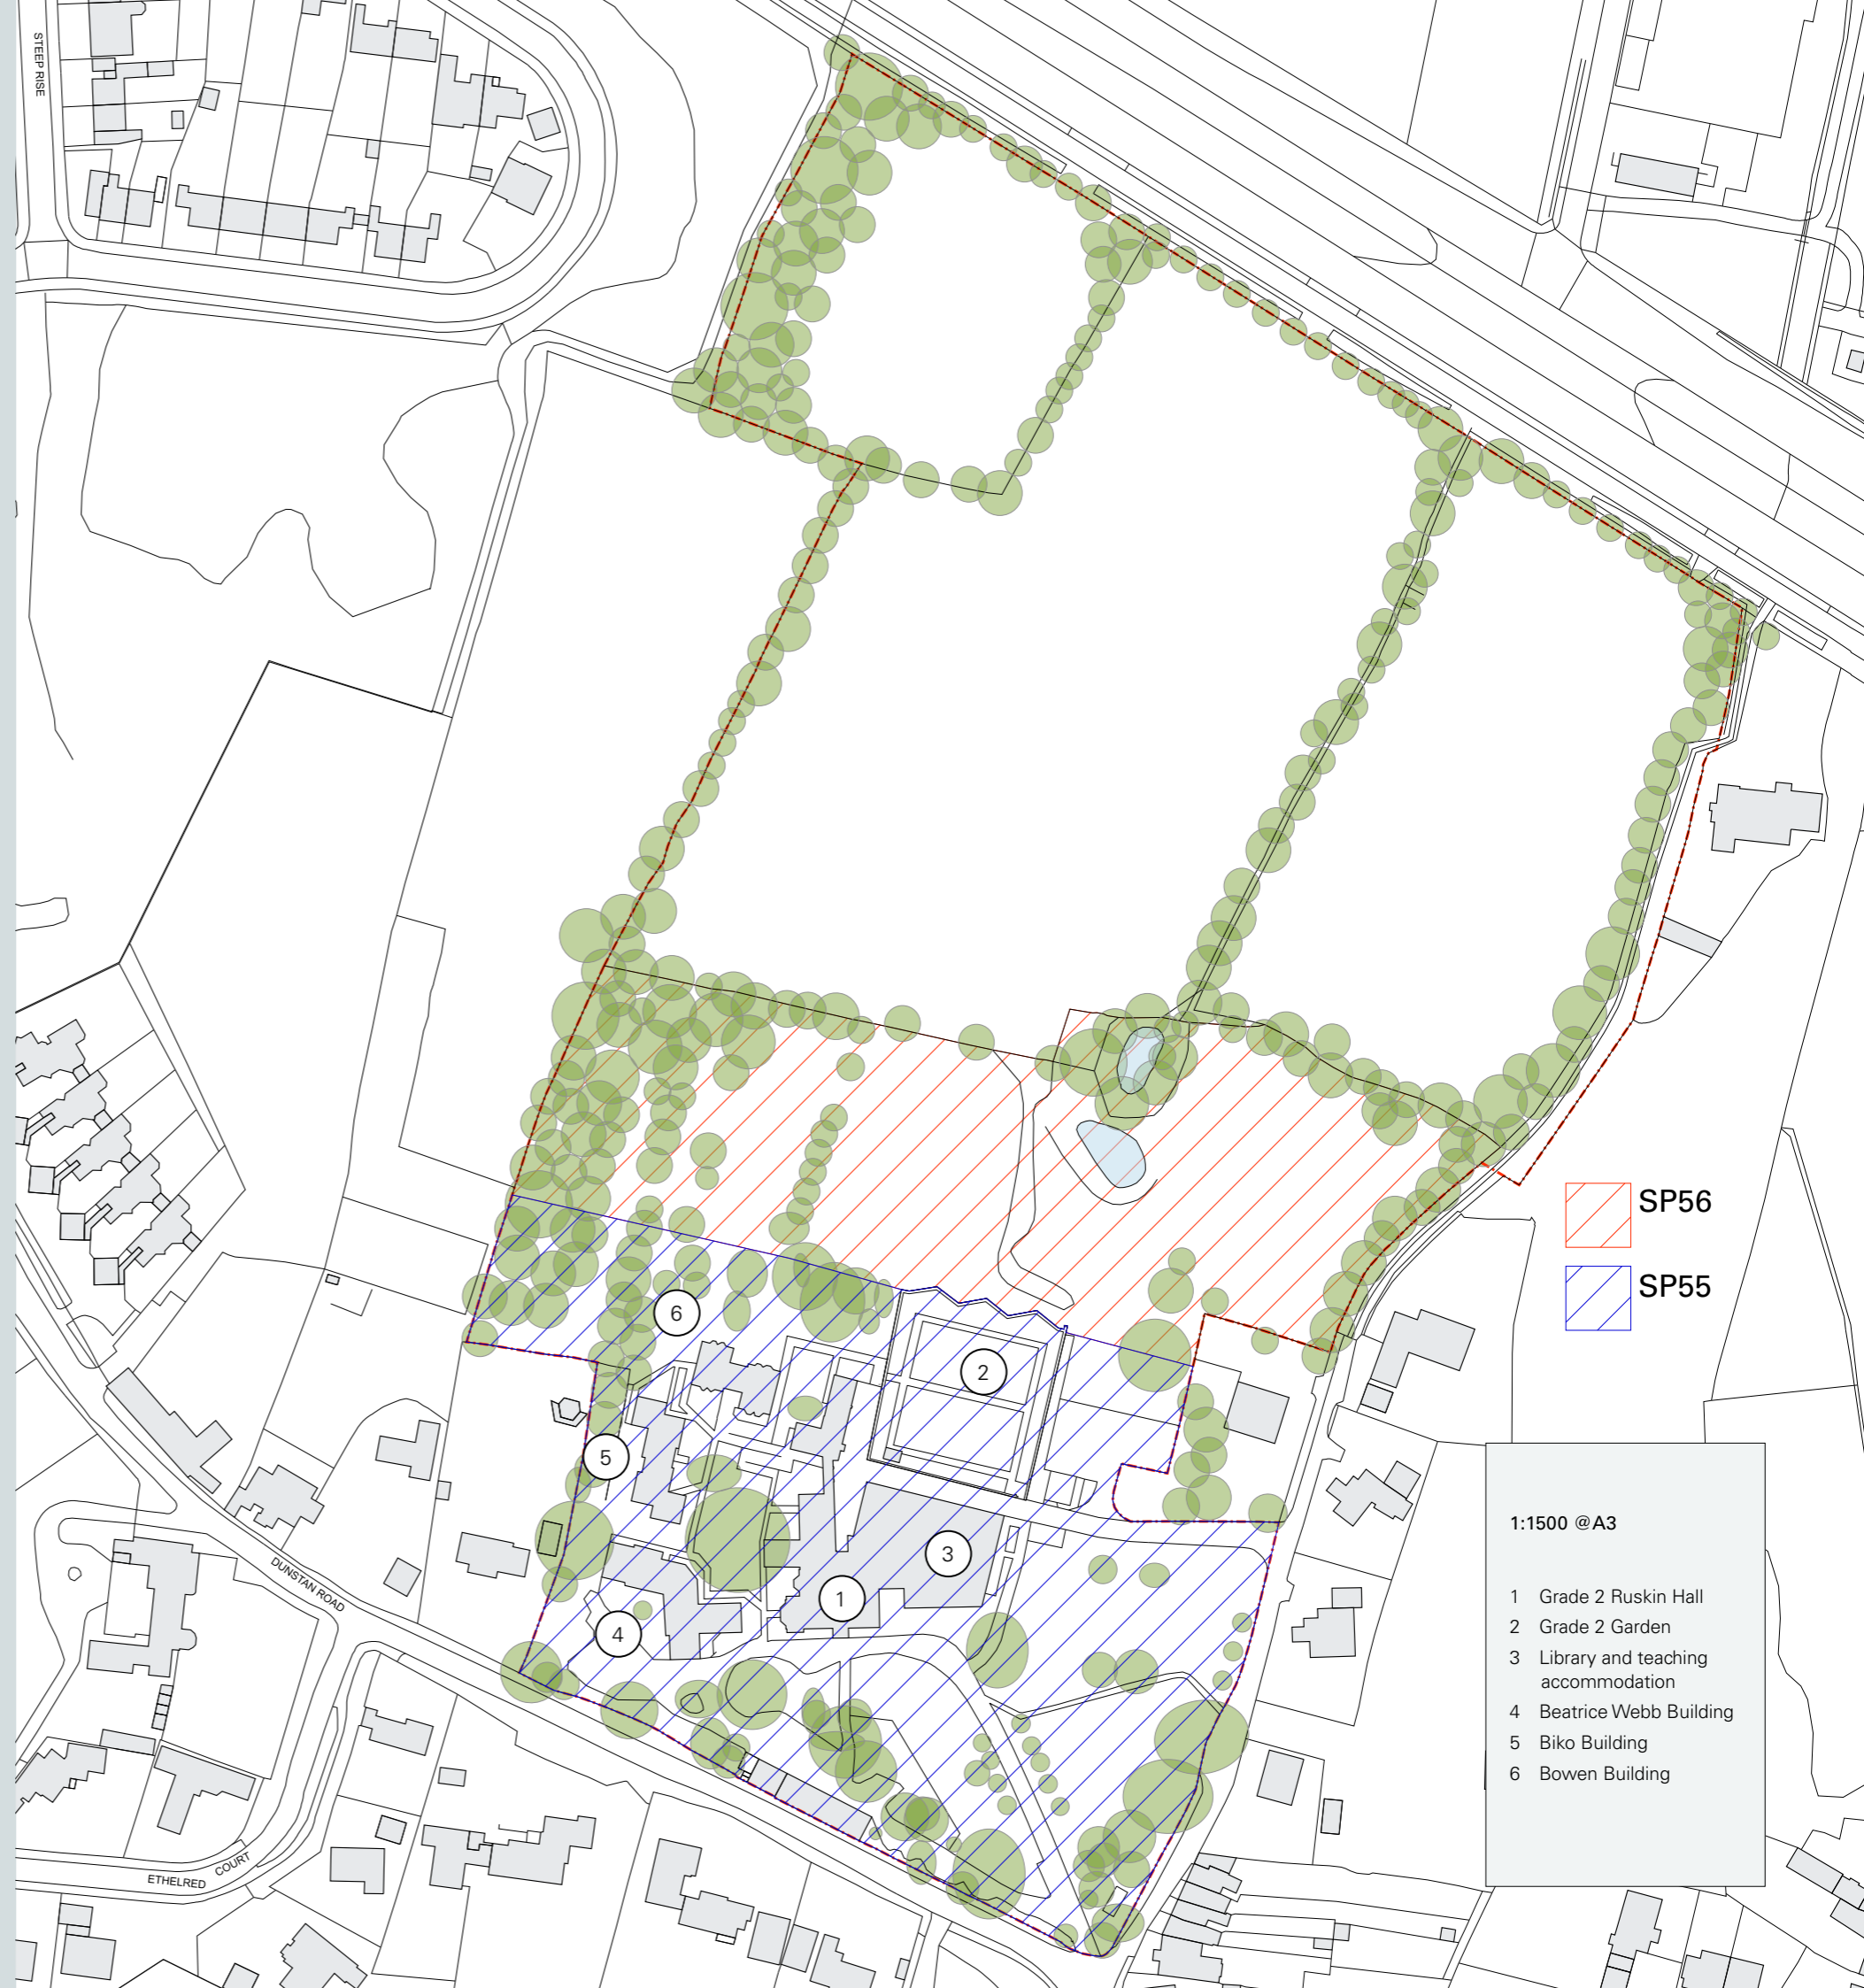 STEEP RISE
SP56
SP55
6
2
5
3
1
4
DUNSTAN ROAD
ETHELRED COURT
1:1500 @A3
1 Grade 2 Ruskin Hall
2 Grade 2 Garden
3 Library and teaching
accommodation
4 Beatrice Webb Building
5 Biko Building
6 Bowen Building